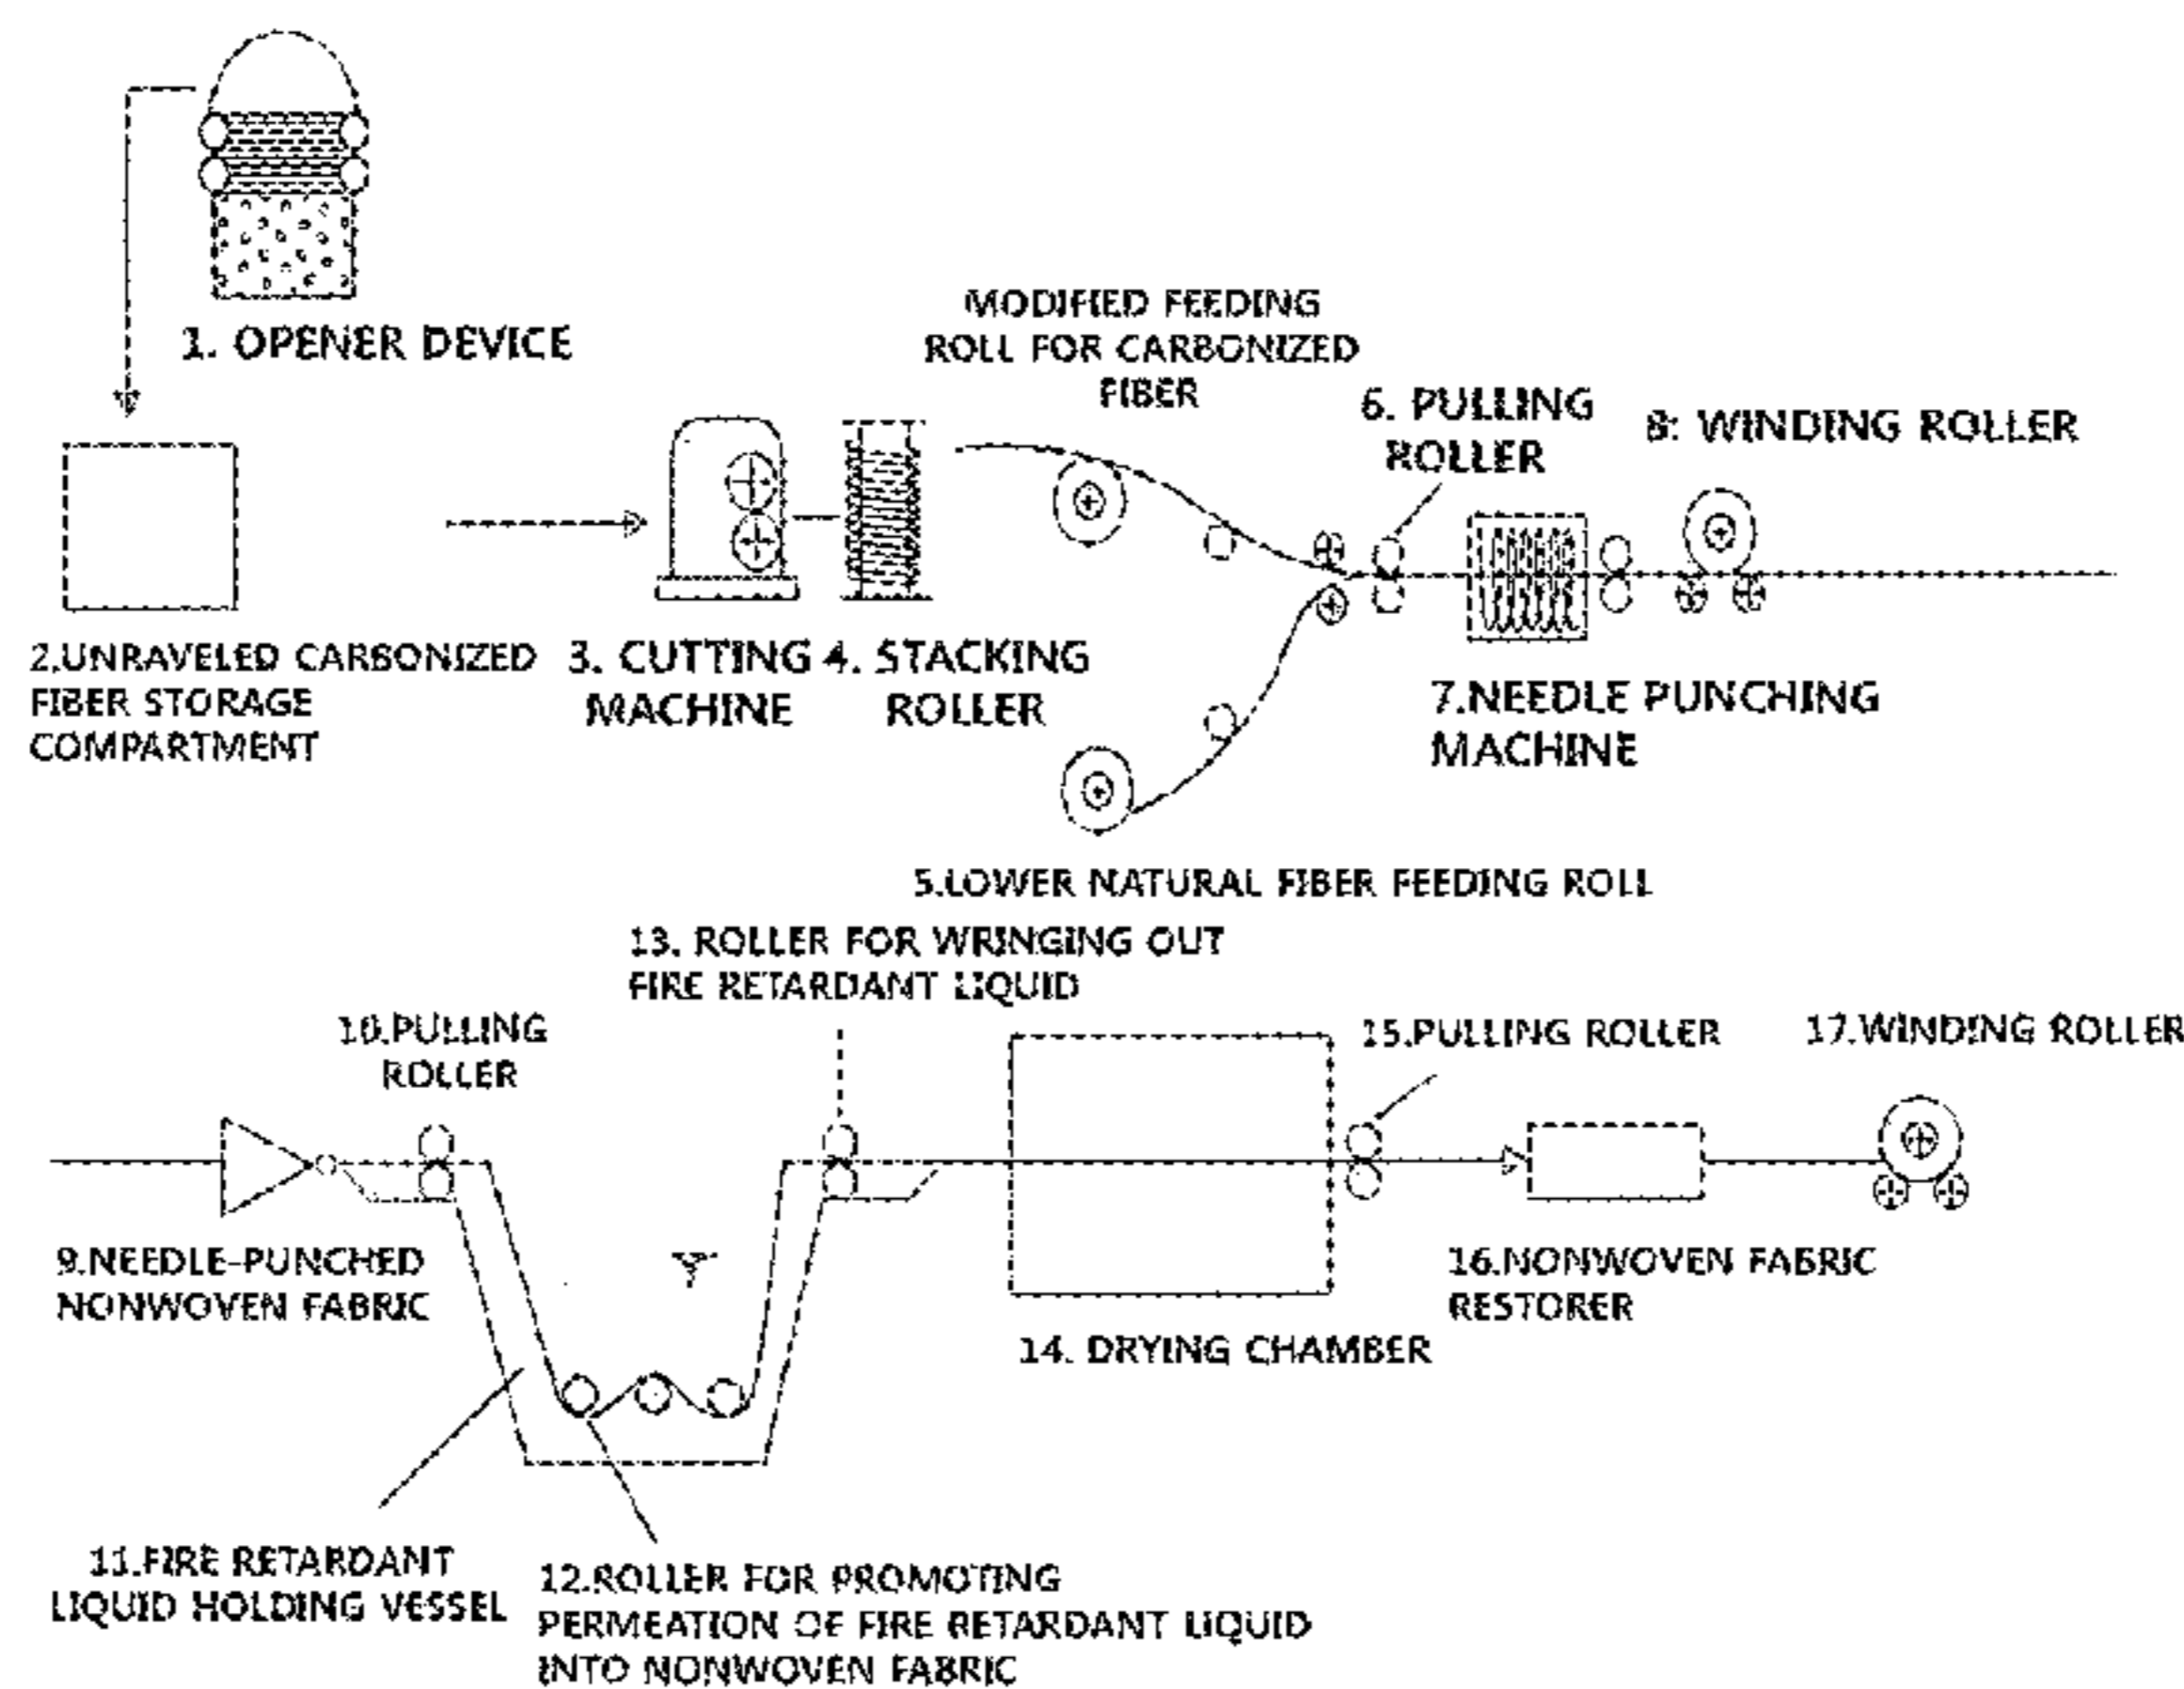 1. OPENER DEVICE
MODIFIED FEEDING
ROLL FOR CARBONIZED
FIBER
6. PULLING
ROLLER
8: WINDING ROLLER
2.UNRAVELED CARBONIZED
FIBER STORAGE
COMPARTMENT
3. CUTTING
MACHINE
4. STACKING
ROLLER
7.NEEDLE PUNCHING
MACHINE
5.LOWER NATURAL FIBER FEEDING ROLL
13. ROLLER FOR WRINGING OUT
FIRE RETARDANT LIQUID
10.PULLING
ROLLER
15.PULLING ROLLER
17.WINDING ROLLER
9.NEEDLE-PUNCHED
NONWOVEN FABRIC
16.NONWOVEN FABRIC
RESTORER
14. DRYING CHAMBER
11.FIRE RETARDANT
LIQUID HOLDING VESSEL
12.ROLLER FOR PROMOTING
PERMEATION OF FIRE RETARDANT LIQUID
INTO NONWOVEN FABRIC